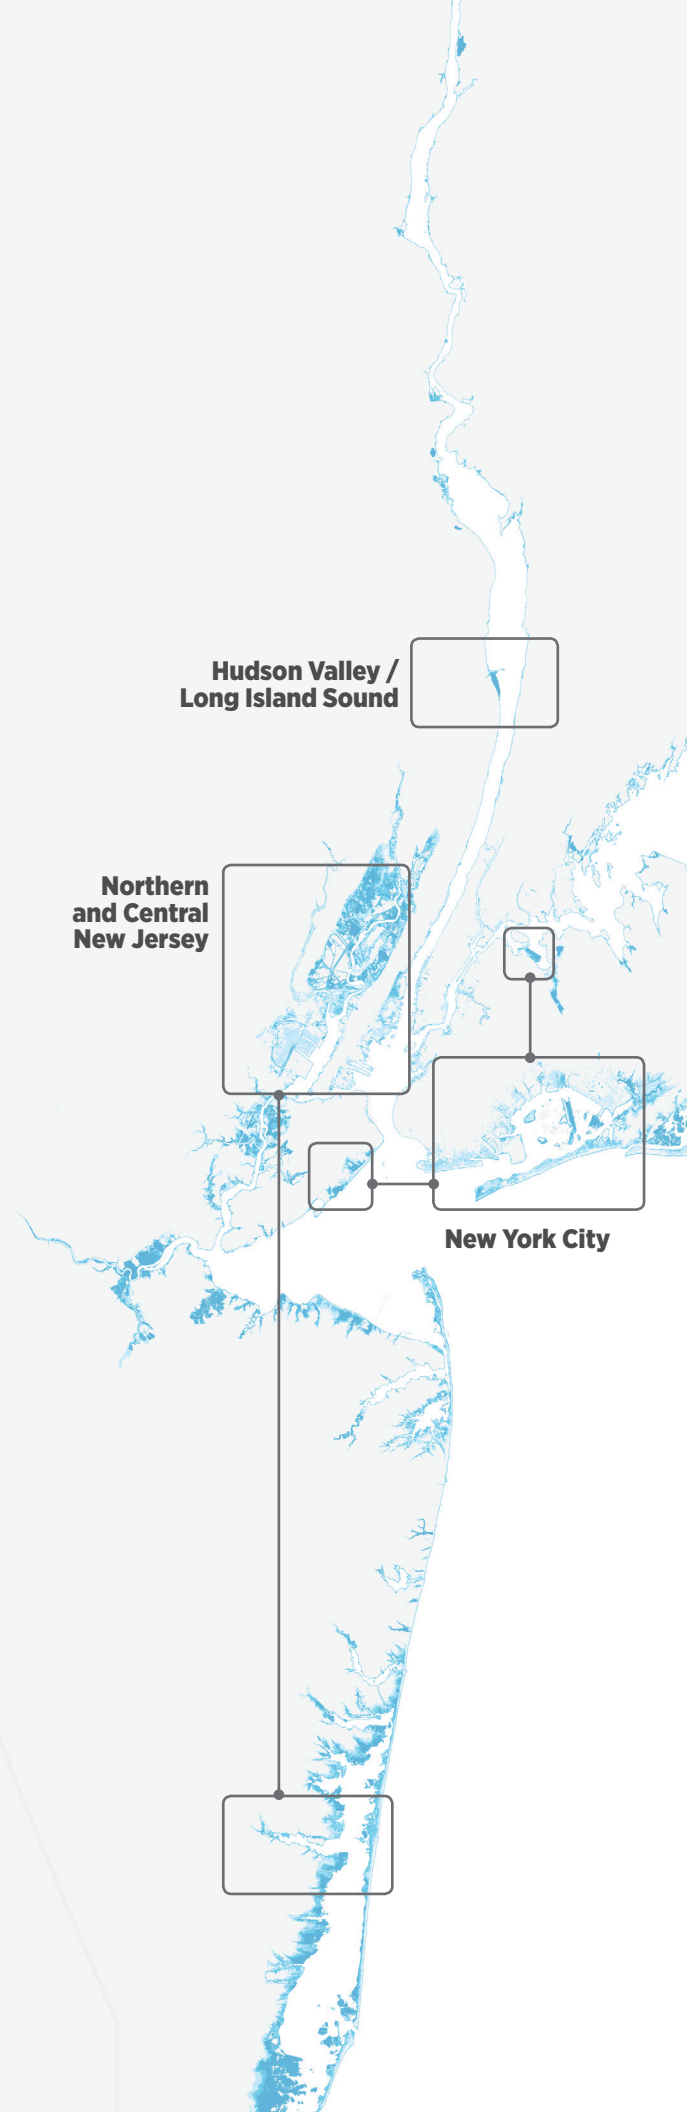 Hudson Valley /
Long Island Sound
Northern
and Central
New Jersey
New York City